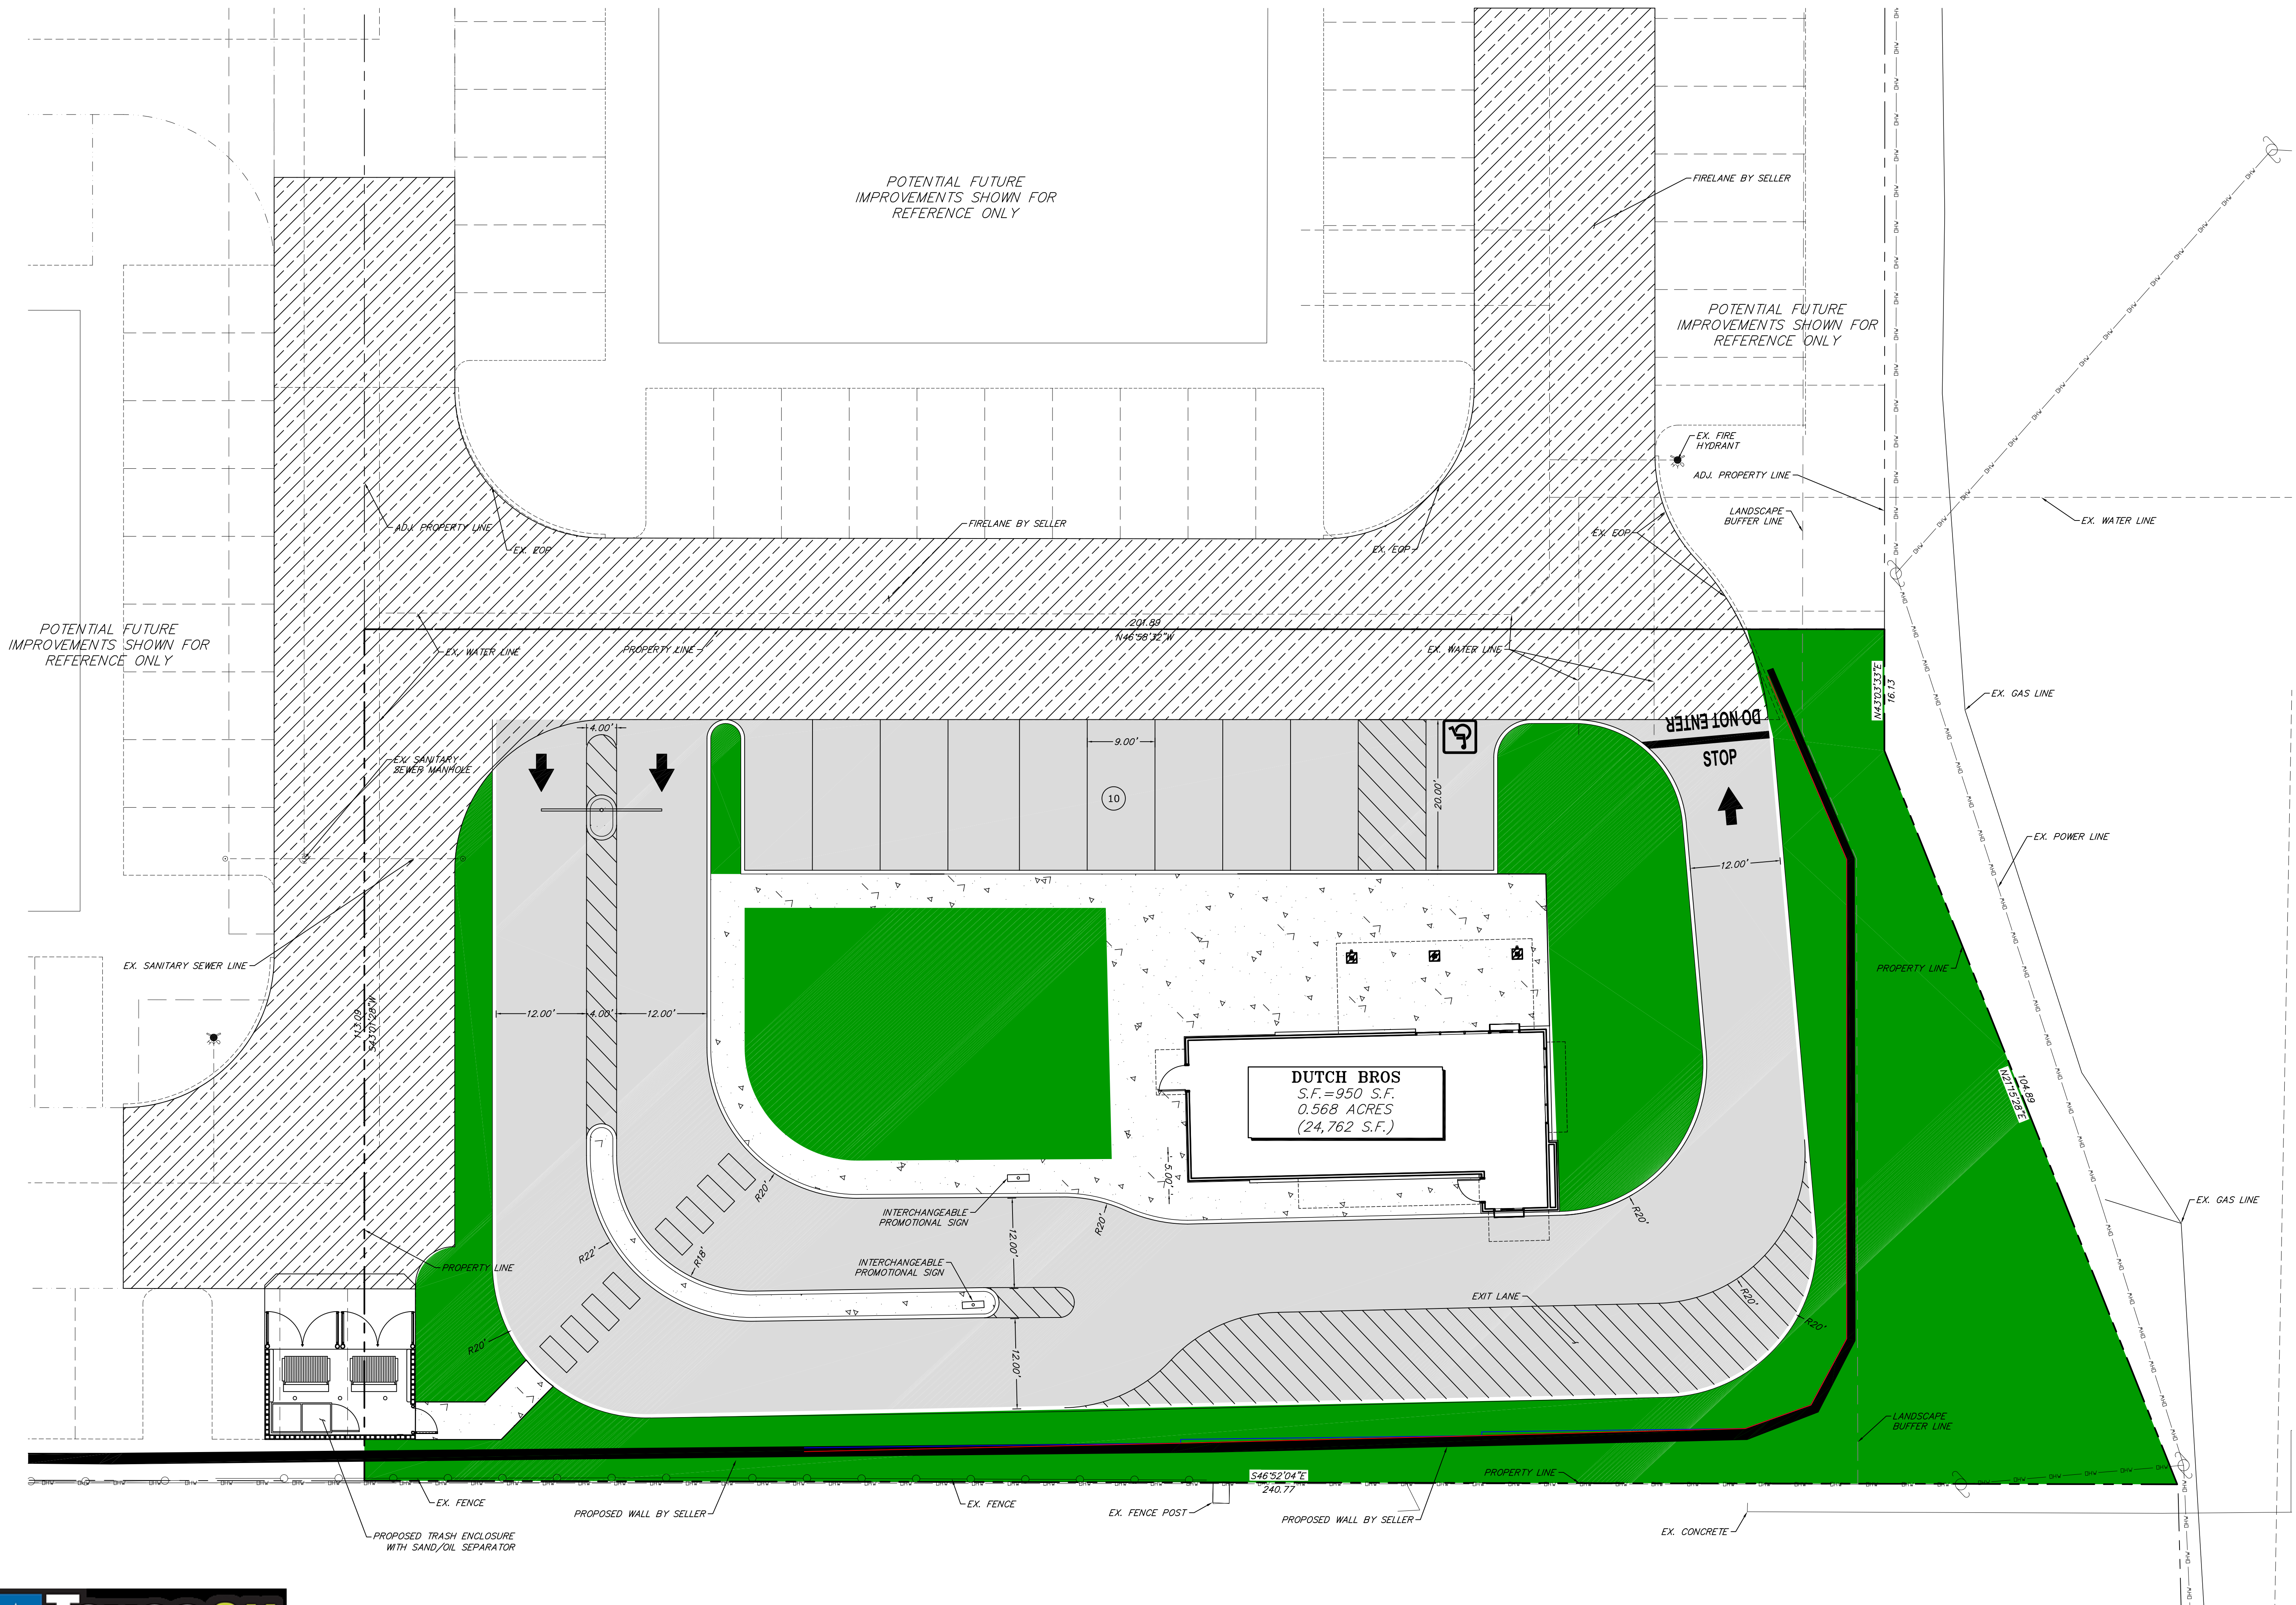 POTENTIAL FUTURE
IMPROVEMENTS SHOWN FOR
REFERENCE ONLY
FIRELANE BY SELLER
POTENTIAL FUTURE
IMPROVEMENTS SHOWN FOR
REFERENCE ONLY
EX. FIRE
HYDRANT
ADJ. PROPERTY LINE
LANDSCAPE
BUFFER LINE
EX. WATER LINE
ADJ. PROPERTY LINE
EX. EOP
FIRELANE BY SELLER
EX. EOP
EX. EOP
POTENTIAL FUTURE
IMPROVEMENTS SHOWN FOR
REFERENCE ONLY
EX. WATER LINE
PROPERTY LINE
201.89
N46°58'32"W
EX. WATER LINE
N43°03'33"E
16.13
EX. GAS LINE
4.00'
9.00'
DO NOT ENTER
STOP
EX. SANITARY
SEWER MANHOLE
10
20.00'
EX. POWER LINE
12.00'
EX. SANITARY SEWER LINE
PROPERTY LINE
113.09
S43°01'28"W
12.00'
4.00'
12.00'
DUTCH BROS
S.F.=950 S.F.
0.568 ACRES
(24,762 S.F.)
104.89
N21°15'28"E
5.00'
R20'
INTERCHANGEABLE
PROMOTIONAL SIGN
R20'
R20'
EX. GAS LINE
R22'
R18'
12.00'
PROPERTY LINE
INTERCHANGEABLE
PROMOTIONAL SIGN
EXIT LANE
R20'
R20'
R20'
12.00'
LANDSCAPE
BUFFER LINE
S46°52'04"E
240.77
PROPERTY LINE
EX. FENCE
PROPOSED WALL BY SELLER
EX. FENCE
EX. FENCE POST
PROPOSED WALL BY SELLER
EX. CONCRETE
PROPOSED TRASH ENCLOSURE
WITH SAND/OIL SEPARATOR